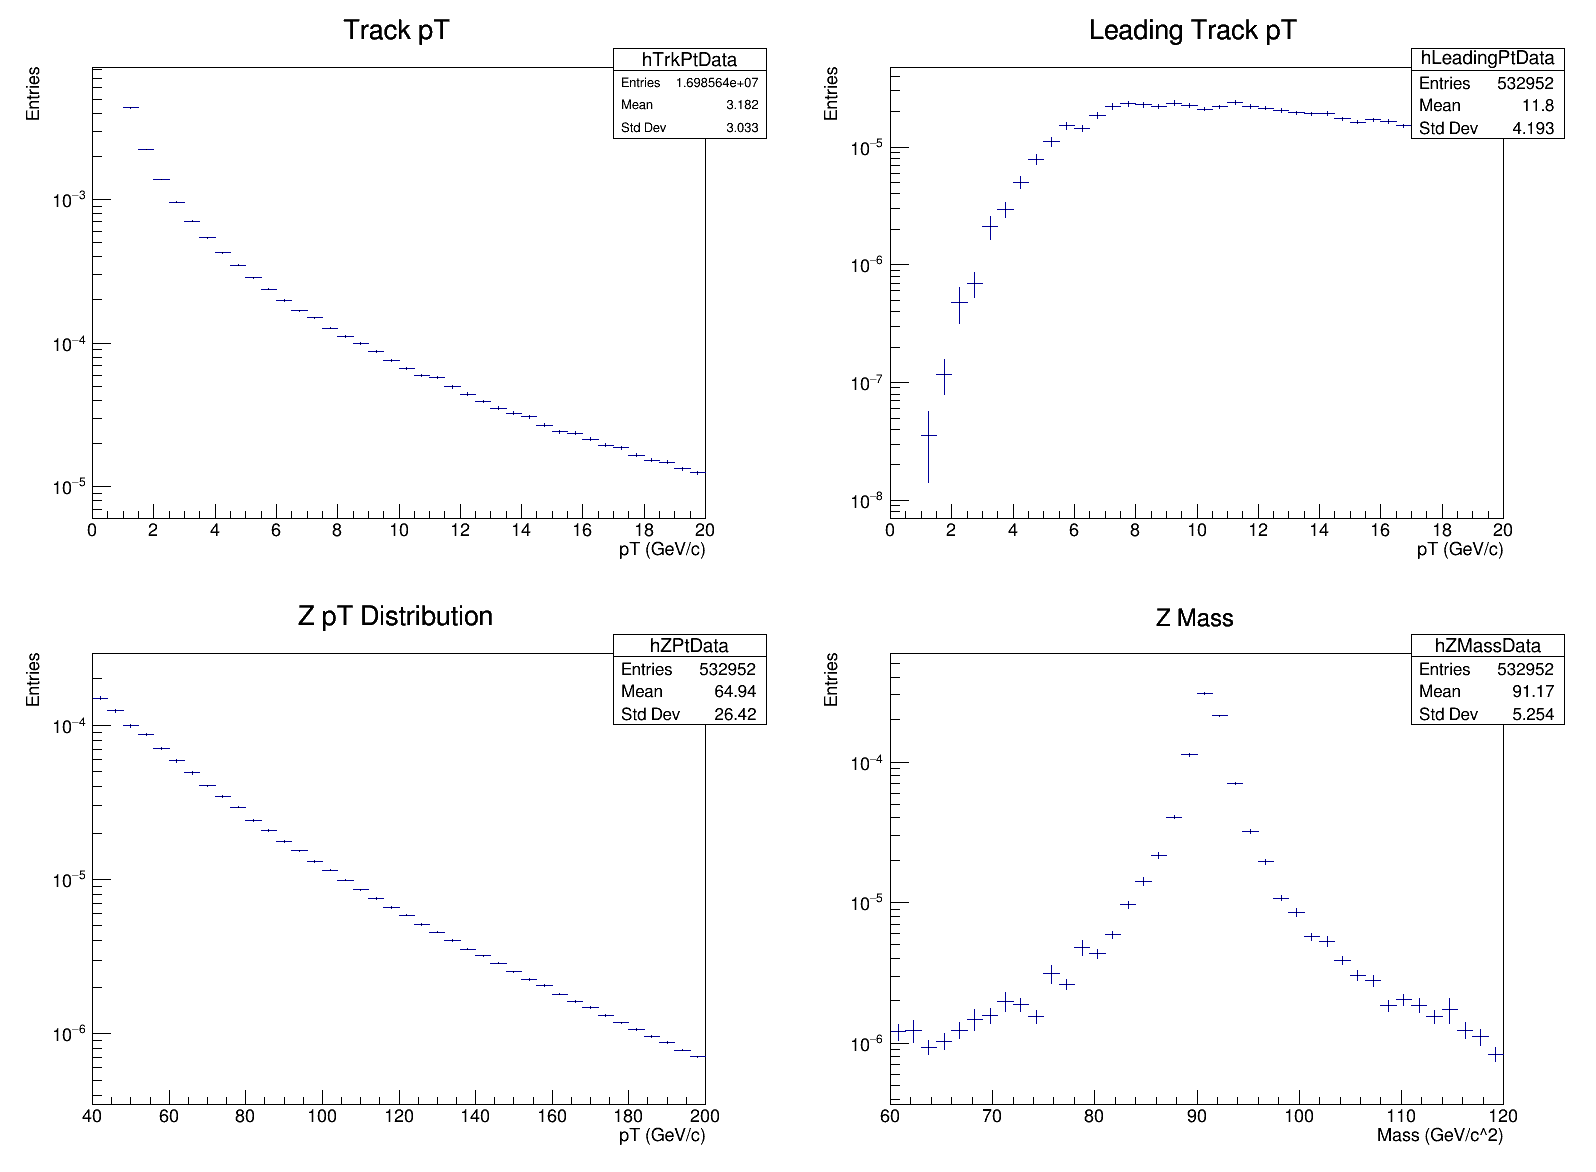 Track pT
Entries
hTrkPtData
Entries 1.698564e+07
Mean 3.182
Std Dev 3.033
10⁻³
10⁻⁴
10⁻⁵
0 2 4 6 8 10 12 14 16 18 20
pT (GeV/c)
Leading Track pT
Entries
hLeadingPtData
Entries 532952
Mean 11.8
Std Dev 4.193
10⁻⁵
10⁻⁶
10⁻⁷
10⁻⁸
0 2 4 6 8 10 12 14 16 18 20
pT (GeV/c)
Z pT Distribution
Entries
hZPtData
Entries 532952
Mean 64.94
Std Dev 26.42
10⁻⁴
10⁻⁵
10⁻⁶
40 60 80 100 120 140 160 180 200
pT (GeV/c)
Z Mass
Entries
hZMassData
Entries 532952
Mean 91.17
Std Dev 5.254
10⁻⁴
10⁻⁵
10⁻⁶
60 70 80 90 100 110 120
Mass (GeV/c^2)